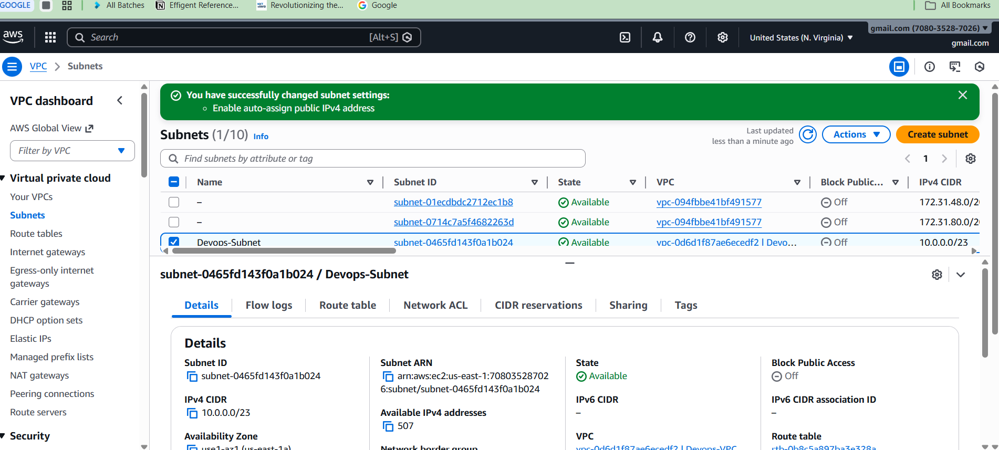 GOOGLE
All Batches
Effigent Reference...
Revolutionizing the...
Google
All Bookmarks
aws
Search
[Alt+S]
United States (N. Virginia)
gmail.com (7080-3528-7026)
gmail.com
VPC
Subnets
VPC dashboard
AWS Global View
Filter by VPC
Virtual private cloud
Your VPCs
Subnets
Route tables
Internet gateways
Egress-only internet
gateways
Carrier gateways
DHCP option sets
Elastic IPs
Managed prefix lists
NAT gateways
Peering connections
Route servers
Security
You have successfully changed subnet settings:
Enable auto-assign public IPv4 address
Subnets (1/10) Info
Last updated
less than a minute ago
Actions
Create subnet
Find subnets by attribute or tag
1
Name Subnet ID State VPC Block Public... IPv4 CIDR
– subnet-01ecdbdc2712ec1b8 Available vpc-094fbbe41bf491577 Off 172.31.48.0/20
– subnet-0714c7a5f4682263d Available vpc-094fbbe41bf491577 Off 172.31.80.0/20
Devops-Subnet subnet-0465fd143f0a1b024 Available vpc-0d6d1f87ae6ecedf2 | Devo... Off 10.0.0.0/23
subnet-0465fd143f0a1b024 / Devops-Subnet
Details Flow logs Route table Network ACL CIDR reservations Sharing Tags
Details
Subnet ID
subnet-0465fd143f0a1b024
IPv4 CIDR
10.0.0.0/23
Availability Zone
use1-az1 (us-east-1a)
Subnet ARN
arn:aws:ec2:us-east-1:70803528702
6:subnet/subnet-0465fd143f0a1b024
Available IPv4 addresses
507
Network border group
State
Available
IPv6 CIDR
–
VPC
vpc-0d6d1f87ae6ecedf2 | Devops-VPC
Block Public Access
Off
IPv6 CIDR association ID
–
Route table
rtb-0b8c5a897ba3e328a